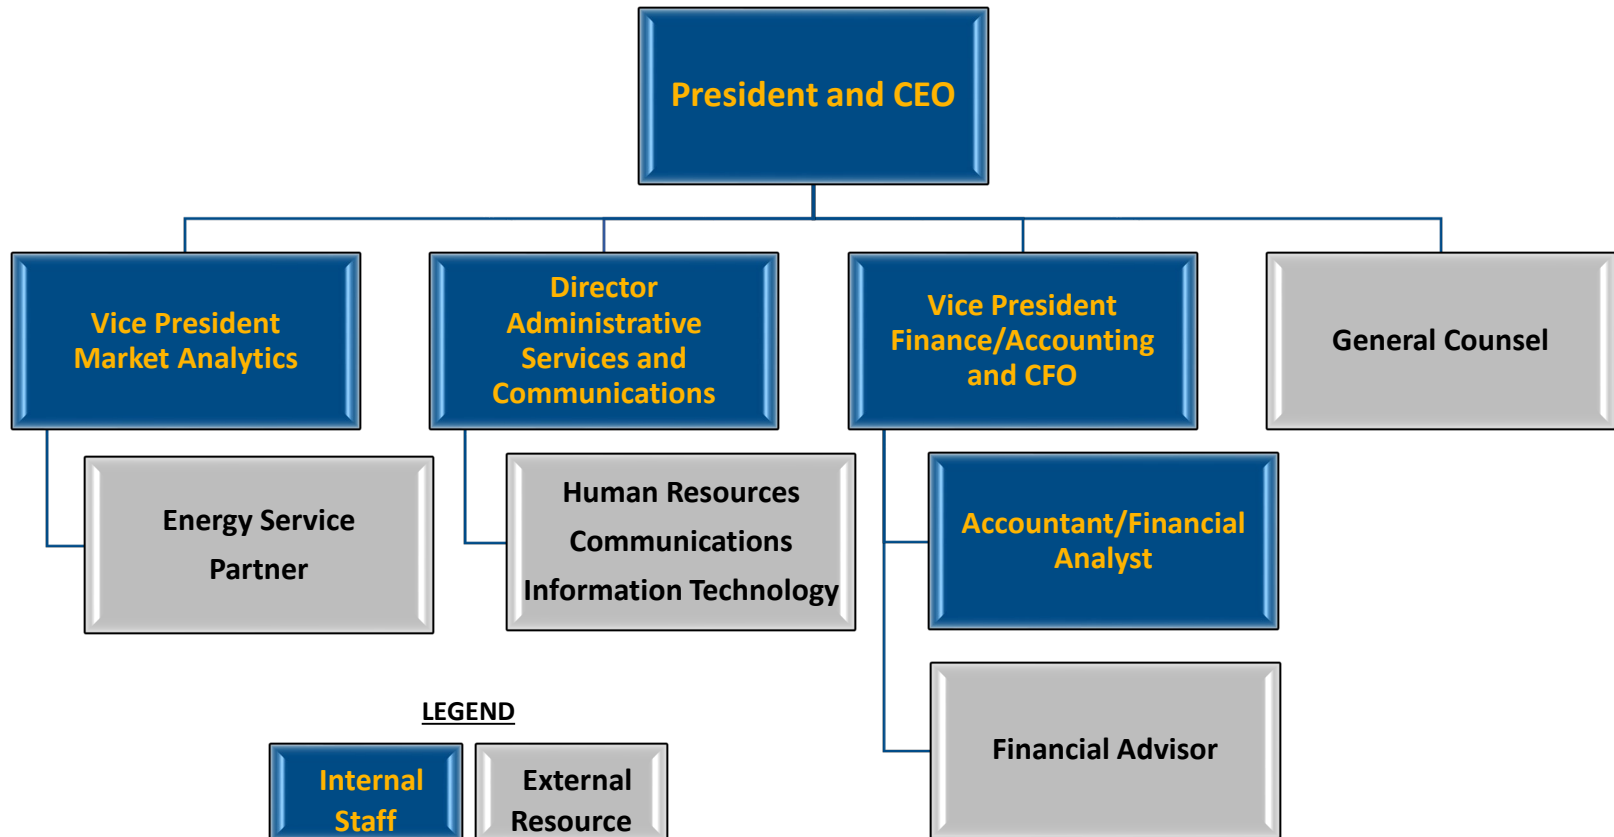 President and CEO
Vice President
Market Analytics
Director
Administrative
Services and
Communications
Vice President
Finance/Accounting
and CFO
General Counsel
Energy Service
Partner
Human Resources
Communications
Information Technology
Accountant/Financial
Analyst
Financial Advisor
LEGEND
Internal
Staff
External
Resource